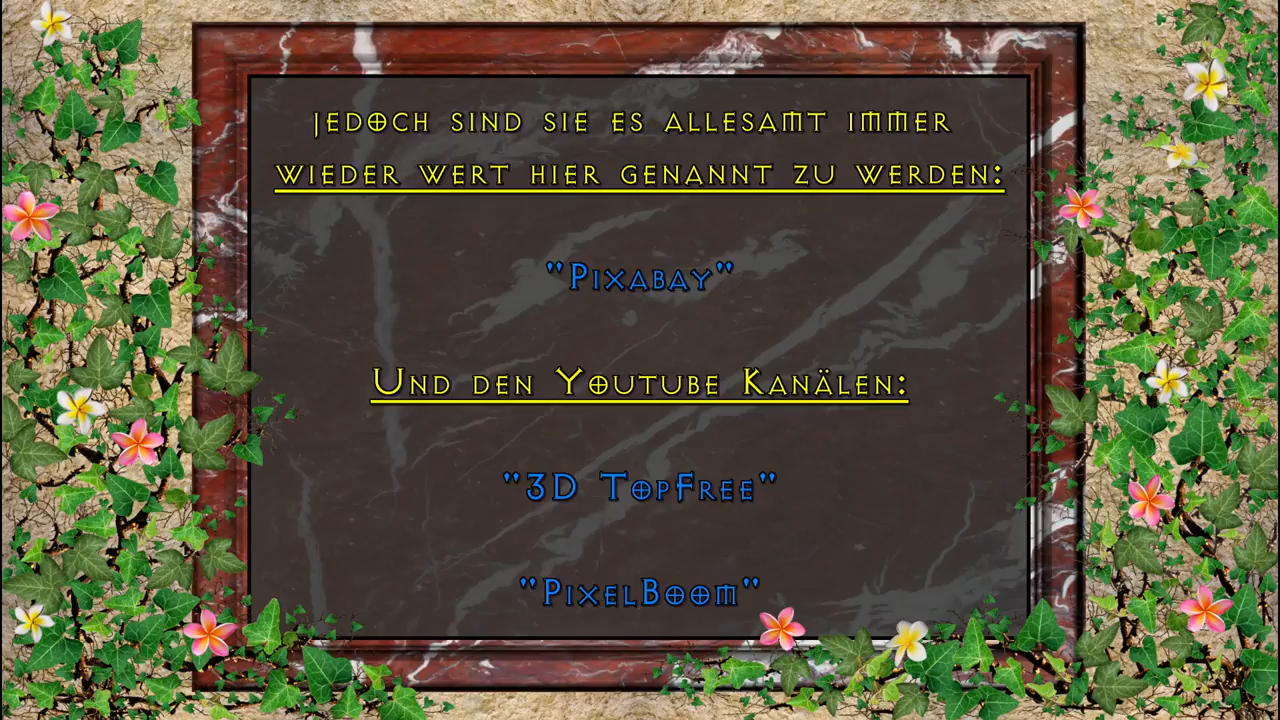 jedoch sind sie es allesamt immer
wieder wert hier genannt zu werden:
"Pixabay"
Und den Youtube Kanälen:
"3D TopFree"
"PixelBoom"